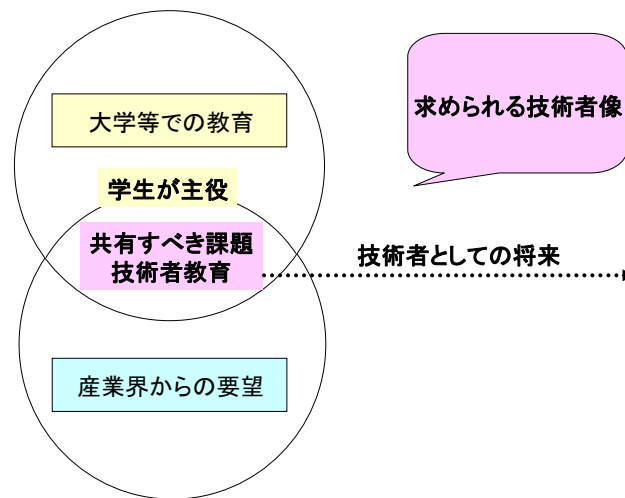 大学等での教育
求められる技術者像
学生が主役
共有すべき課題
技術者教育
技術者としての将来
産業界からの要望